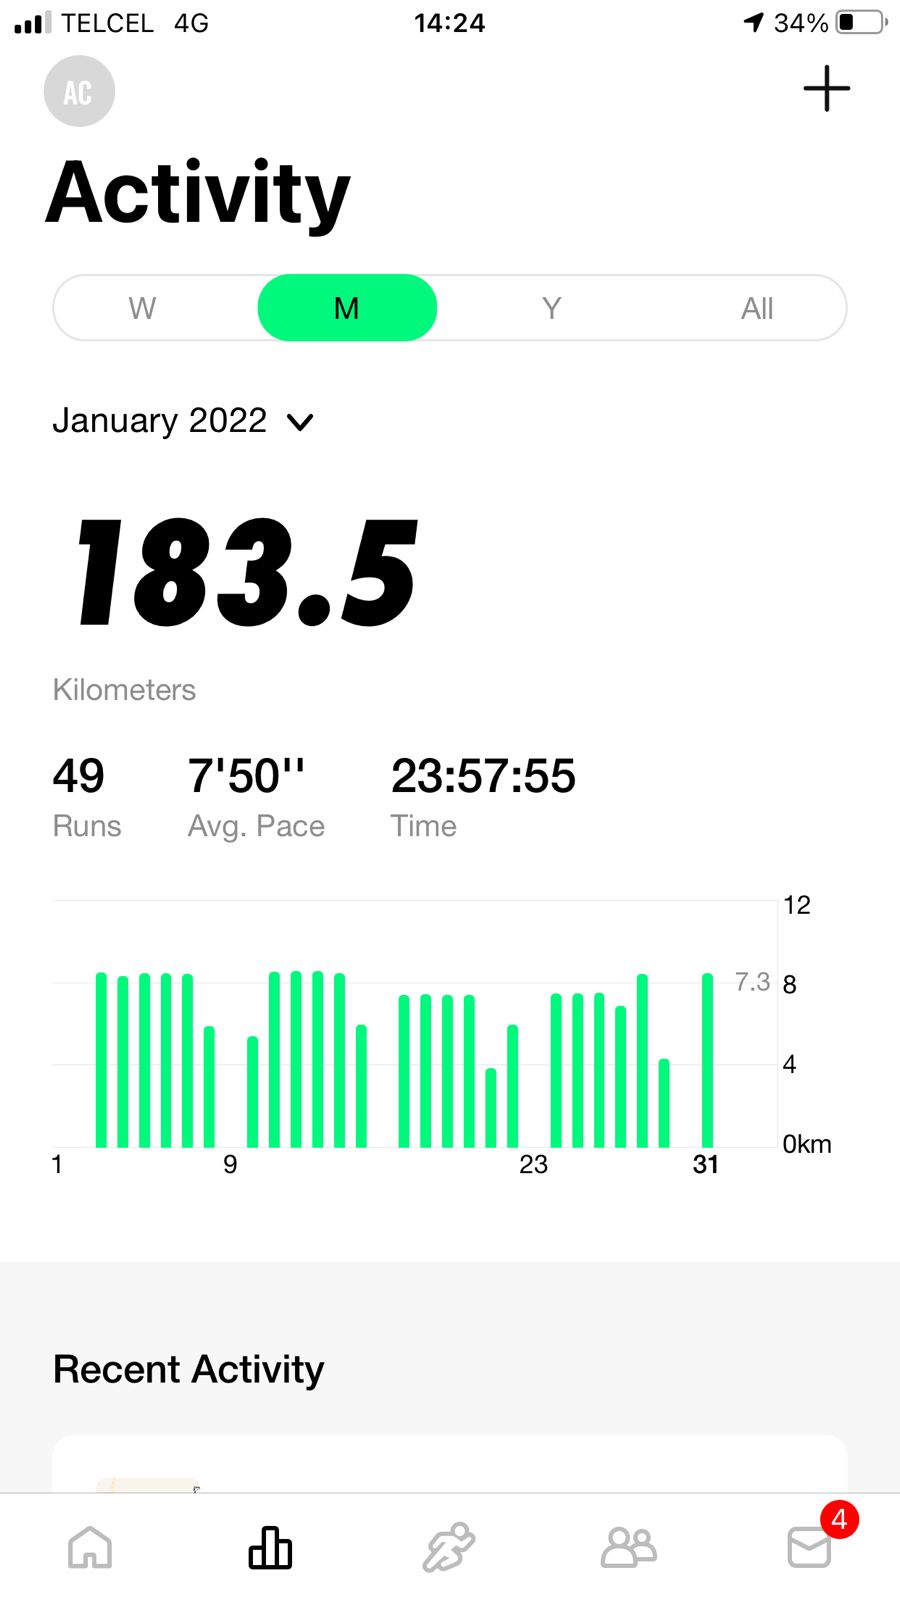 TELCEL 4G 14:24 34%
AC
Activity
W M Y All
January 2022
183.5
Kilometers
49 7'50'' 23:57:55
Runs Avg. Pace Time
12
7.3 8
4
0km
1 9 23 31
Recent Activity
4